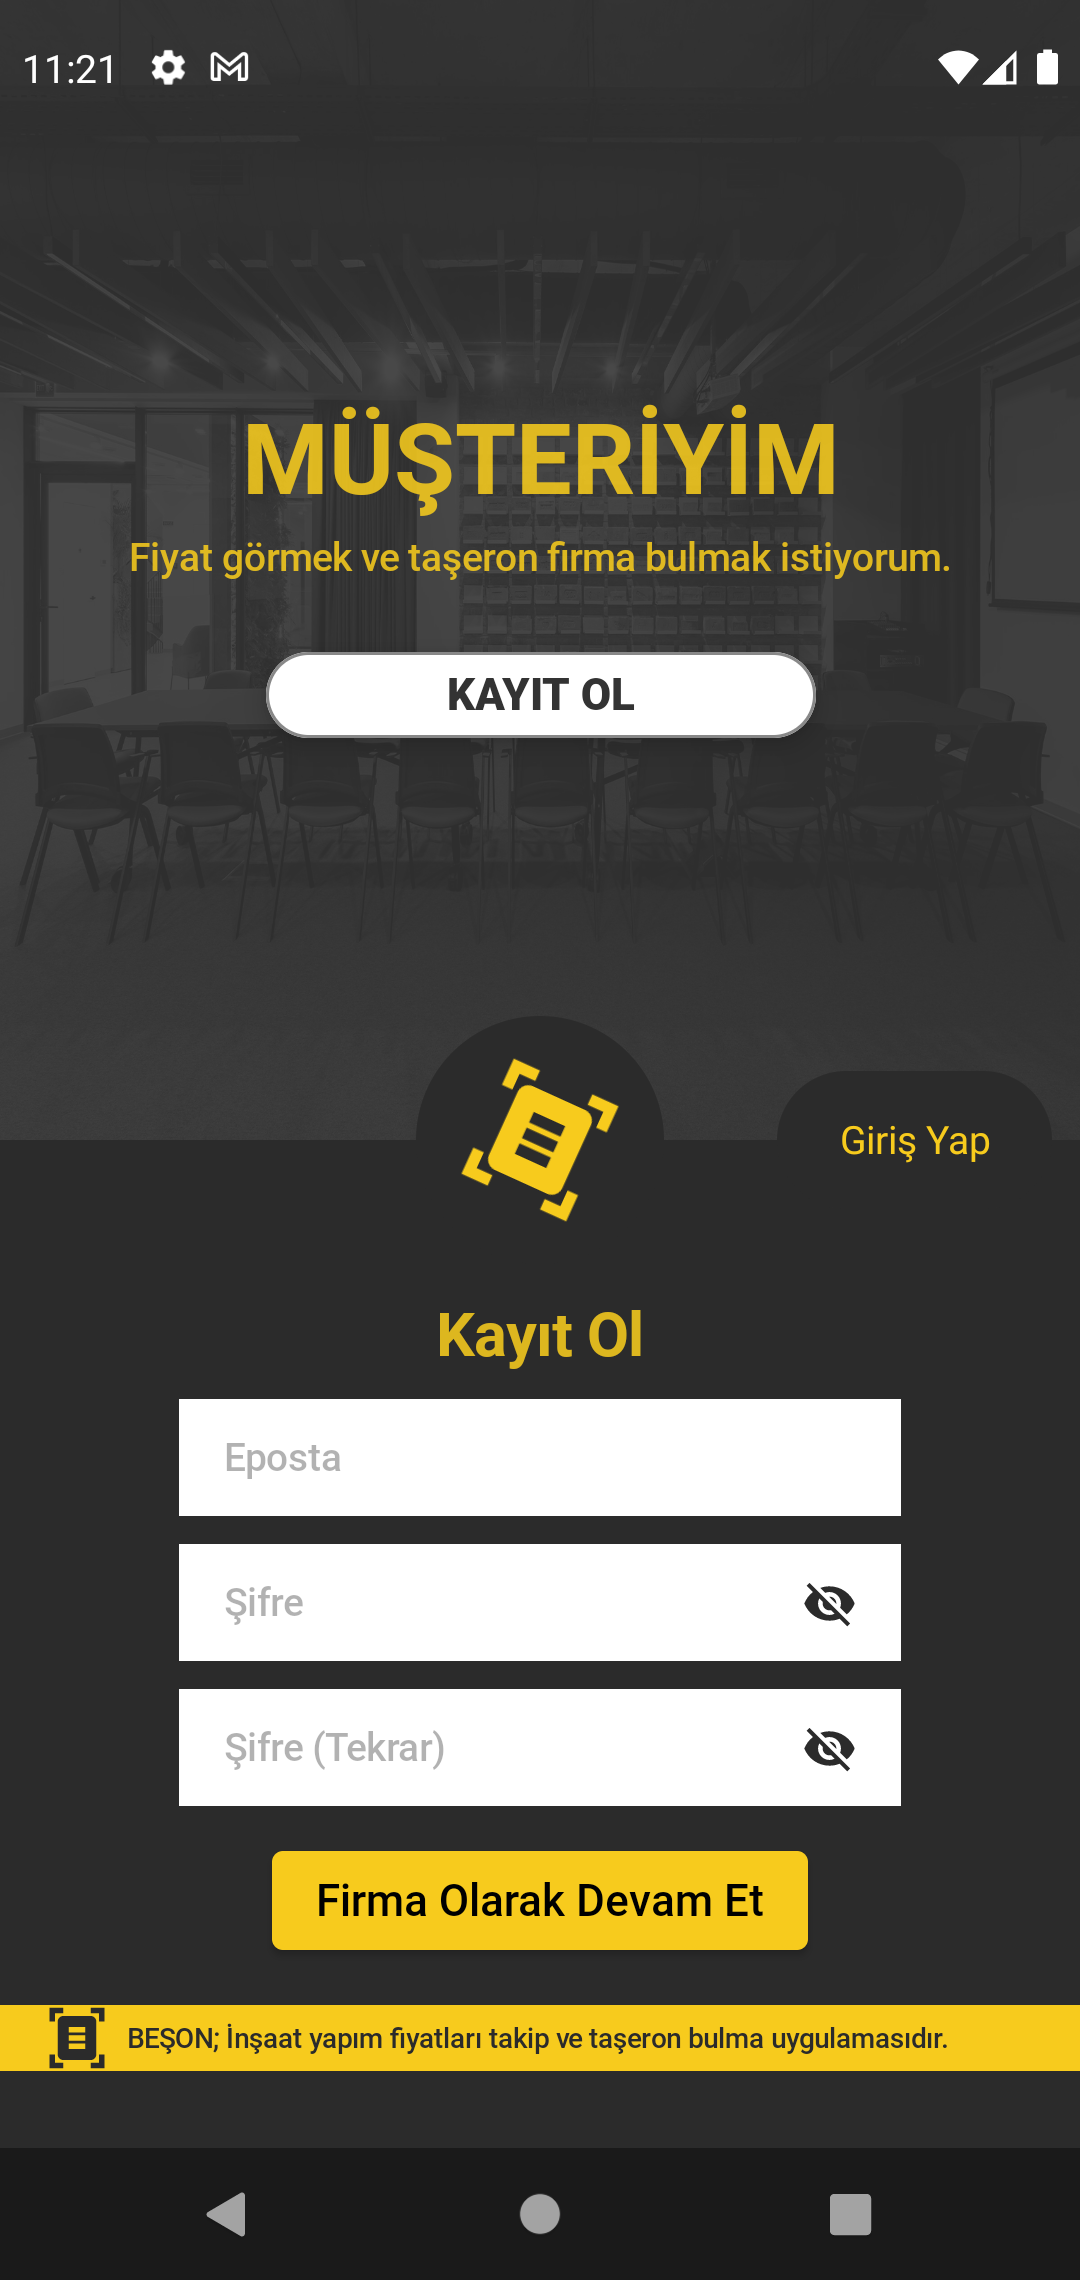 11:21
MÜŞTERİYİM
Fiyat görmek ve taşeron firma bulmak istiyorum.
KAYIT OL
Giriş Yap
Kayıt Ol
Eposta
Şifre
Şifre (Tekrar)
Firma Olarak Devam Et
BEŞON; İnşaat yapım fiyatları takip ve taşeron bulma uygulamasıdır.